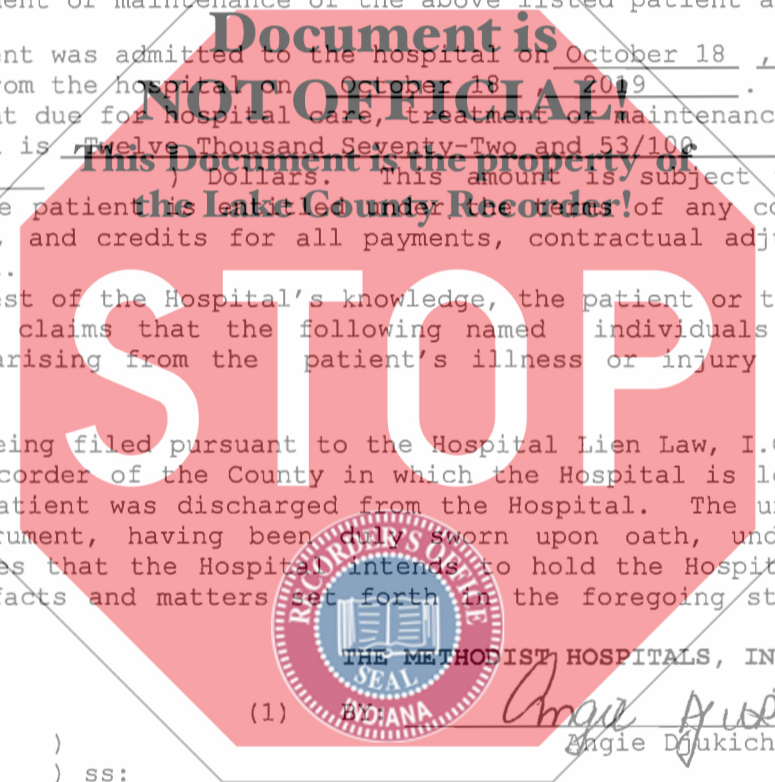 ent or maintenance of the above listed patient a
Document is
ent was admitted to the hospital on October 18 ,
NOT OFFICIAL!
rom the hospital on October 18 , 2019 .
t due for hospital care, treatment or maintenanc
This Document is the property of
is Twelve Thousand Seventy-Two and 53/100
) Dollars. This amount is subject
the Lake County Recorder!
e patient is entitled under the terms of any co
, and credits for all payments, contractual adj
.
STOP
est of the Hospital's knowledge, the patient or t
claims that the following named individuals
arising from the patient's illness or injury
eing filed pursuant to the Hospital Lien Law, I.C
corder of the County in which the Hospital is lo
atient was discharged from the Hospital. The u
rument, having been duly sworn upon oath, und
es that the Hospital intends to hold the Hospit
facts and matters set forth in the foregoing st
RECORDER'S OFFICE
SEAL
INDIANA
THE METHODIST HOSPITALS, IN
(1) BY:
Angie Djukich
)
) ss: